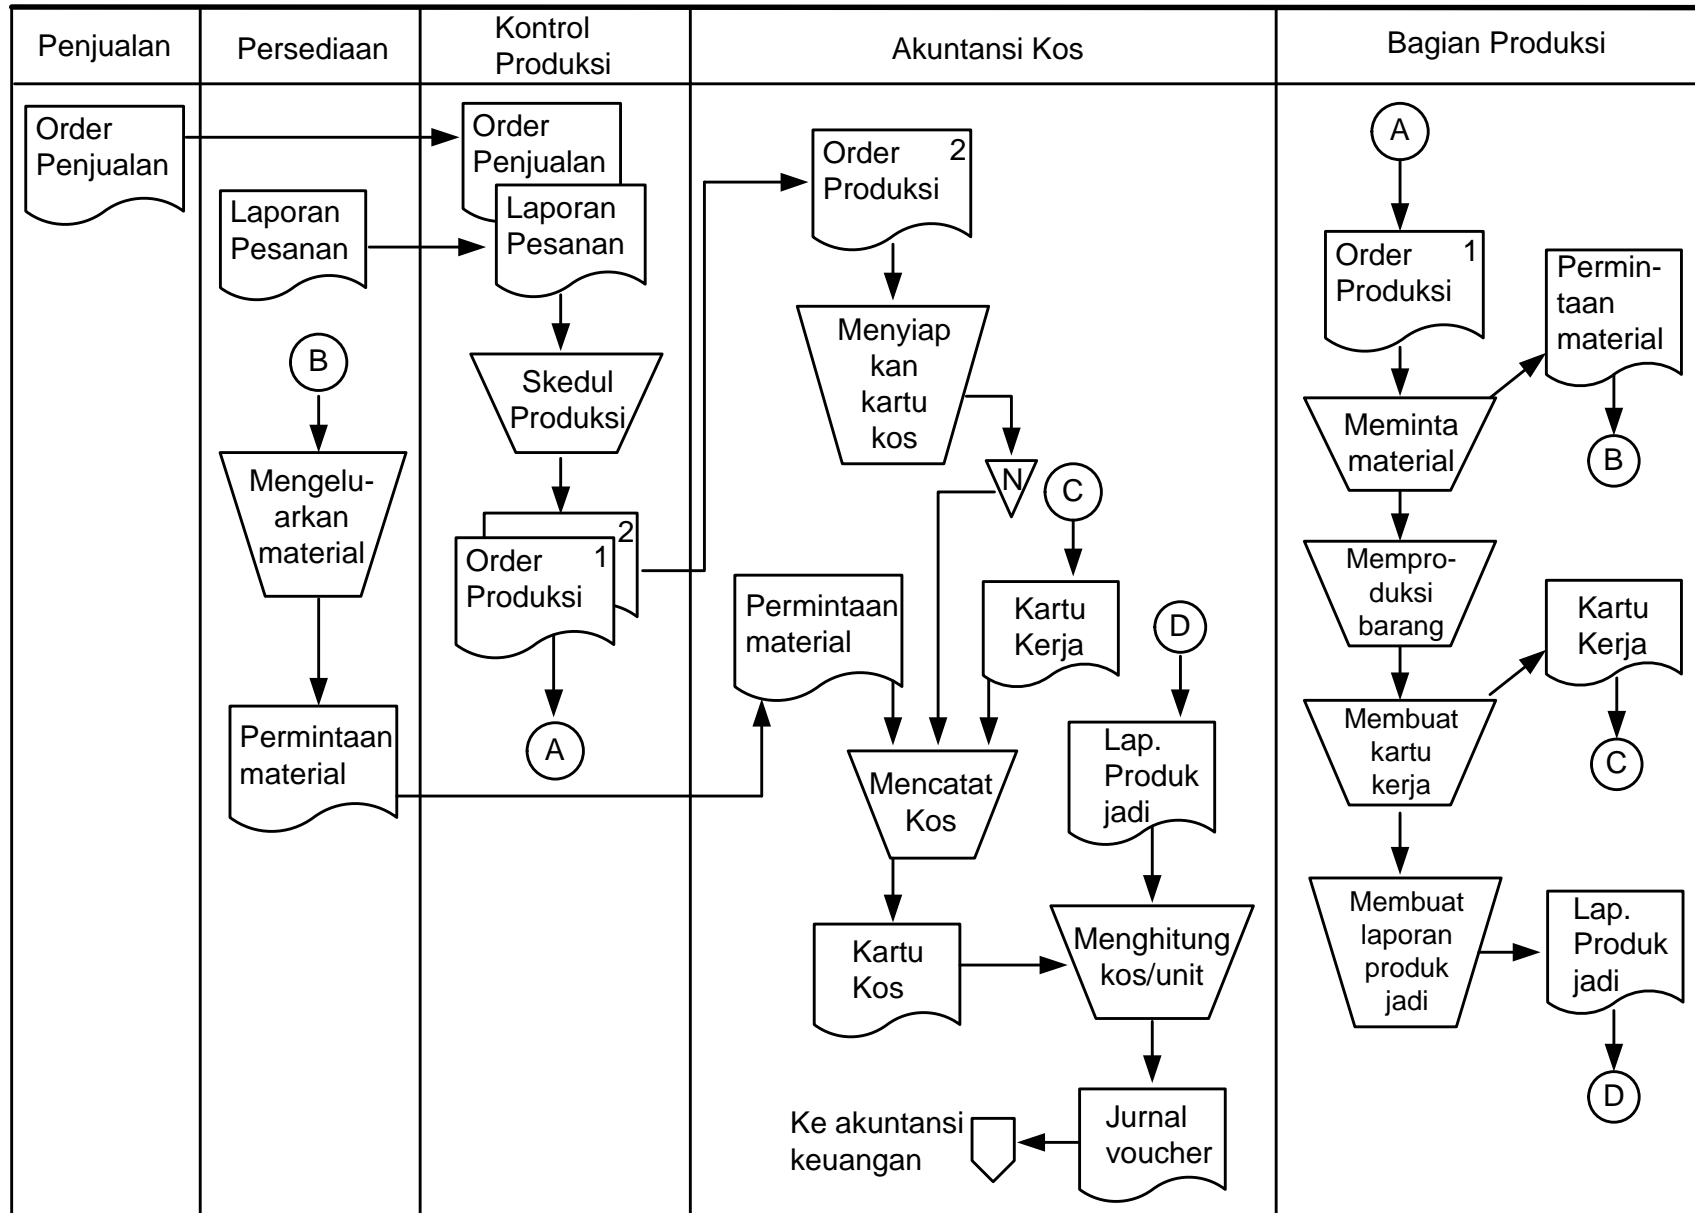 Penjualan
Persediaan
Kontrol
Produksi
Akuntansi Kos
Bagian Produksi
Order
Penjualan
Laporan
Pesanan
B
Mengelu-
arkan
material
Permintaan
material
Order
Penjualan
Laporan
Pesanan
Skedul
Produksi
2
Order 1
Produksi
A
Order 2
Produksi
Menyiap
kan
kartu
kos
N
C
Permintaan
material
Kartu
Kerja
D
Mencatat
Kos
Lap.
Produk
jadi
Kartu
Kos
Menghitung
kos/unit
Jurnal
voucher
Ke akuntansi
keuangan
A
Order 1
Produksi
Permin-
taan
material
Meminta
material
B
Mempro-
duksi
barang
Kartu
Kerja
Membuat
kartu
kerja
C
Membuat
laporan
produk
jadi
Lap.
Produk
jadi
D